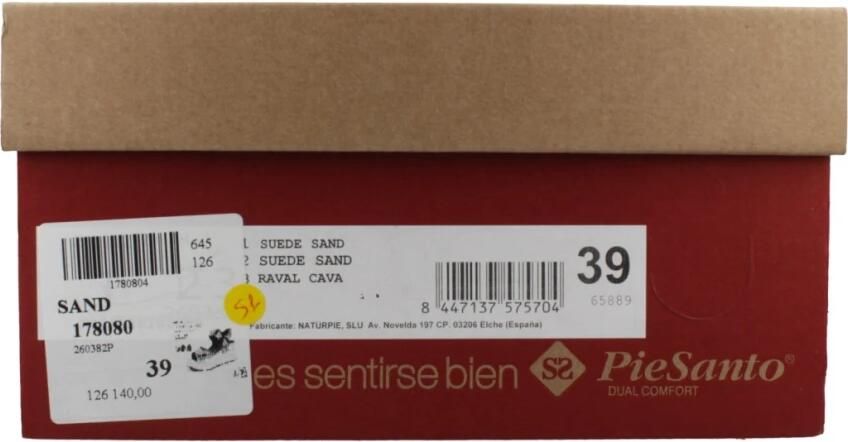 645
126
1780804
SAND
178080
260382P
39
126 140,00
1 SUEDE SAND
2 SUEDE SAND
3 RAVAL CAVA
8 447137 575704
39
65889
Fabricante: NATURPIE, SLU Av. Novelda 197 CP. 03206 Elche (España)
es sentirse bien
PieSanto®
DUAL COMFORT